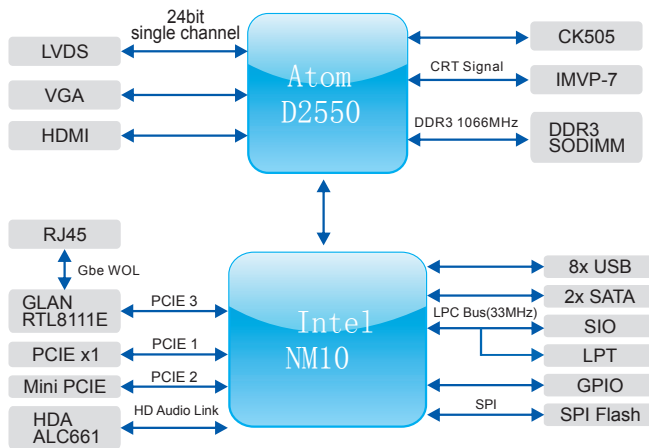 24bit
single channel
LVDS
VGA
HDMI
Atom
D2550
CK505
CRT Signal
IMVP-7
DDR3 1066MHz
DDR3
SODIMM
RJ45
Gbe WOL
GLAN
RTL8111E
PCIE 3
PCIE x1
PCIE 1
Mini PCIE
PCIE 2
HDA
ALC661
HD Audio Link
Intel
NM10
8x USB
2x SATA
LPC Bus(33MHz)
SIO
LPT
GPIO
SPI
SPI Flash